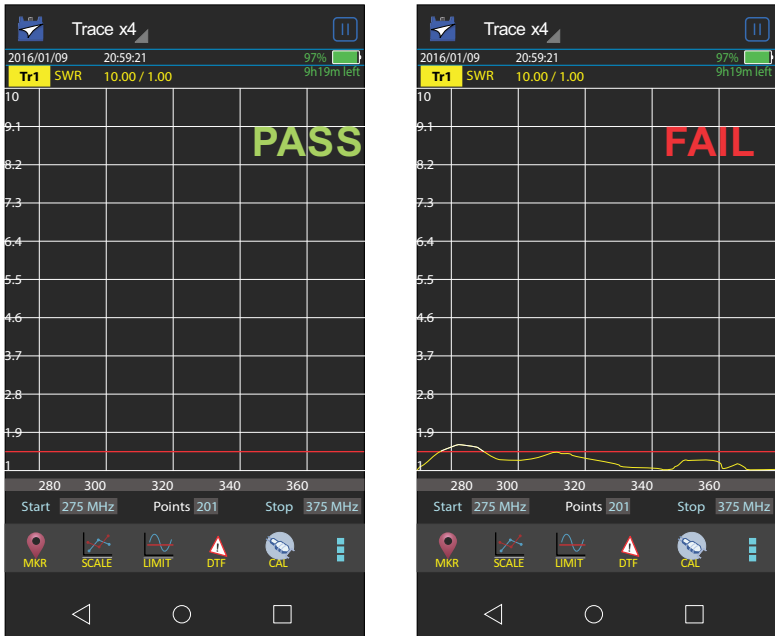 Trace x4
2016/01/09 20:59:21 97%
Tr1 SWR 10.00 / 1.00 9h19m left
10
9.1
PASS
8.2
7.3
6.4
5.5
4.6
3.7
2.8
1.9
1
280 300 320 340 360
Start 275 MHz Points 201 Stop 375 MHz
MKR SCALE LIMIT DTF CAL
Trace x4
2016/01/09 20:59:21 97%
Tr1 SWR 10.00 / 1.00 9h19m left
10
9.1
FAIL
8.2
7.3
6.4
5.5
4.6
3.7
2.8
1.9
1
280 300 320 340 360
Start 275 MHz Points 201 Stop 375 MHz
MKR SCALE LIMIT DTF CAL